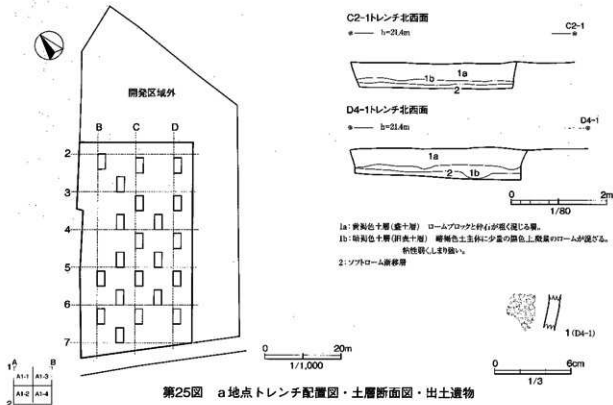 開発区域外
B C D
2
3
4
5
6
7
0 20m
1/1,000
1 A B
A1-1 A1-3
A1-2 A1-4
2
C2-1トレンチ北西面
h=21.4m C2-1
1a
1b
2
D4-1トレンチ北西面
h=21.4m D4-1
1a
2 1b
0 2m
1/80
1a:黄褐色土層(盛土層) ロームブロックと砕石が粗く混じる層。
1b:暗褐色土層(旧表土層) 暗褐色土主体に少量の黒色土、微量のロームが混ざる。
粘性弱くしまり強い。
2:ソフトローム漸移層
1(D4-1)
0 6cm
1/3
第25図 a地点トレンチ配置図・土層断面図・出土遺物